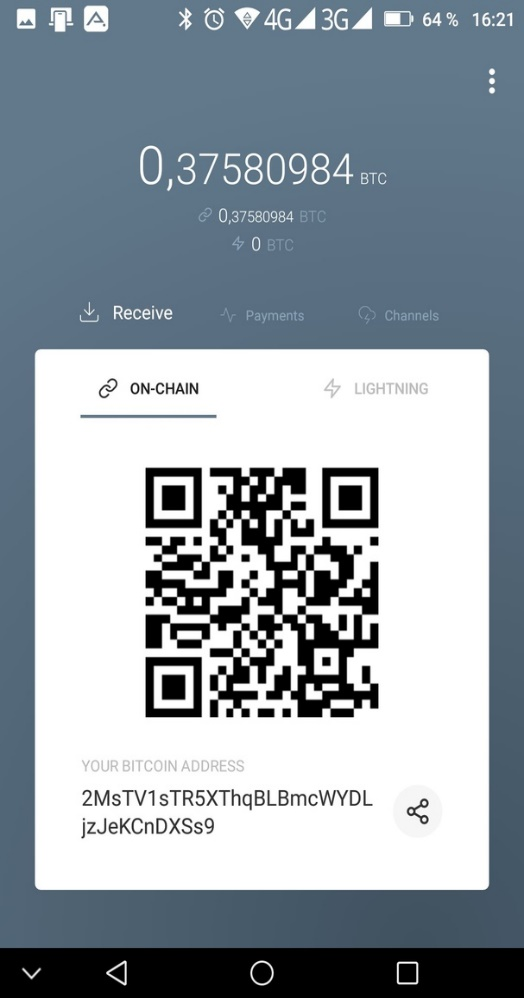 4G 3G 64 % 16:21
0,37580984 BTC
0,37580984 BTC
0 BTC
Receive Payments Channels
ON-CHAIN LIGHTNING
YOUR BITCOIN ADDRESS
2MsTV1sTR5XThqBLBmcWYDL
jzJeKCnDXSs9